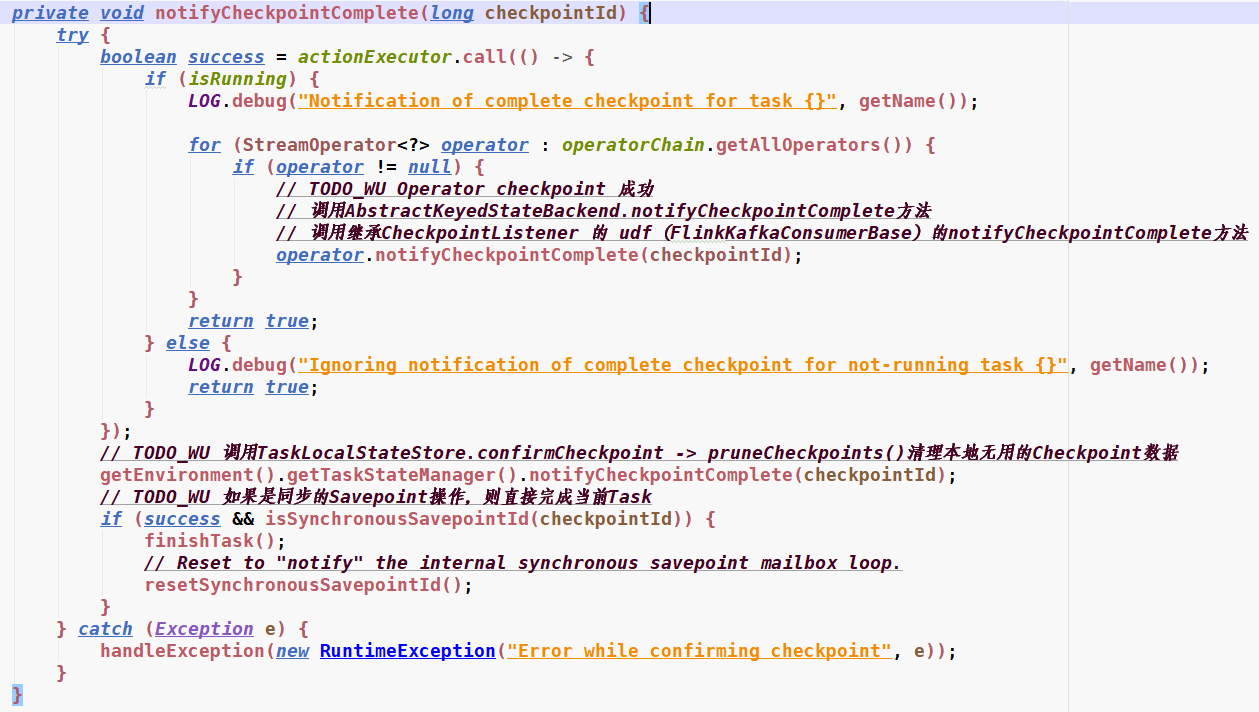 private void notifyCheckpointComplete(long checkpointId) {
try {
boolean success = actionExecutor.call(() -> {
if (isRunning) {
LOG.debug("Notification of complete checkpoint for task {}", getName());
for (StreamOperator<?> operator : operatorChain.getAllOperators()) {
if (operator != null) {
// TODO_WU Operator checkpoint 成功
// 调用AbstractKeyedStateBackend.notifyCheckpointComplete方法
// 调用继承CheckpointListener 的 udf（FlinkKafkaConsumerBase）的notifyCheckpointComplete方法
operator.notifyCheckpointComplete(checkpointId);
}
}
return true;
} else {
LOG.debug("Ignoring notification of complete checkpoint for not-running task {}", getName());
return true;
}
});
// TODO_WU 调用TaskLocalStateStore.confirmCheckpoint -> pruneCheckpoints()清理本地无用的Checkpoint数据
getEnvironment().getTaskStateManager().notifyCheckpointComplete(checkpointId);
// TODO_WU 如果是同步的Savepoint操作，则直接完成当前Task
if (success && isSynchronousSavepointId(checkpointId)) {
finishTask();
// Reset to "notify" the internal synchronous savepoint mailbox loop.
resetSynchronousSavepointId();
}
} catch (Exception e) {
handleException(new RuntimeException("Error while confirming checkpoint", e));
}
}